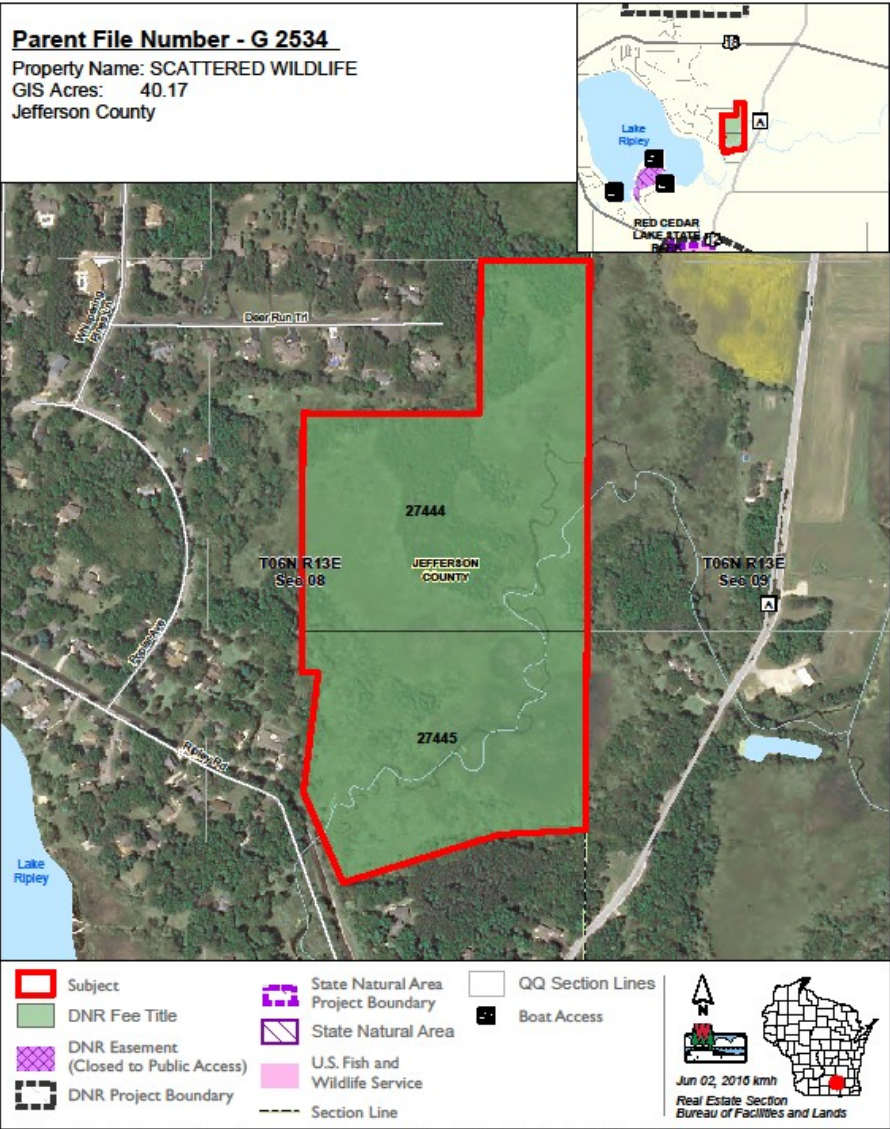 Parent File Number - G 2534
Property Name: SCATTERED WILDLIFE
GIS Acres: 40.17
Jefferson County
18
A
Lake
Ripley
RED CEDAR
LAKE STATE
12
Deer Run Trl
27444
T06N R13E
Sec 08
JEFFERSON
COUNTY
T06N R13E
Sec 09
A
Ripley Rd
27445
Lake
Ripley
Subject
DNR Fee Title
DNR Easement
(Closed to Public Access)
DNR Project Boundary
State Natural Area
Project Boundary
State Natural Area
U.S. Fish and
Wildlife Service
Section Line
QQ Section Lines
Boat Access
N
W
Jun 02, 2016 kmh
Real Estate Section
Bureau of Facilities and Lands